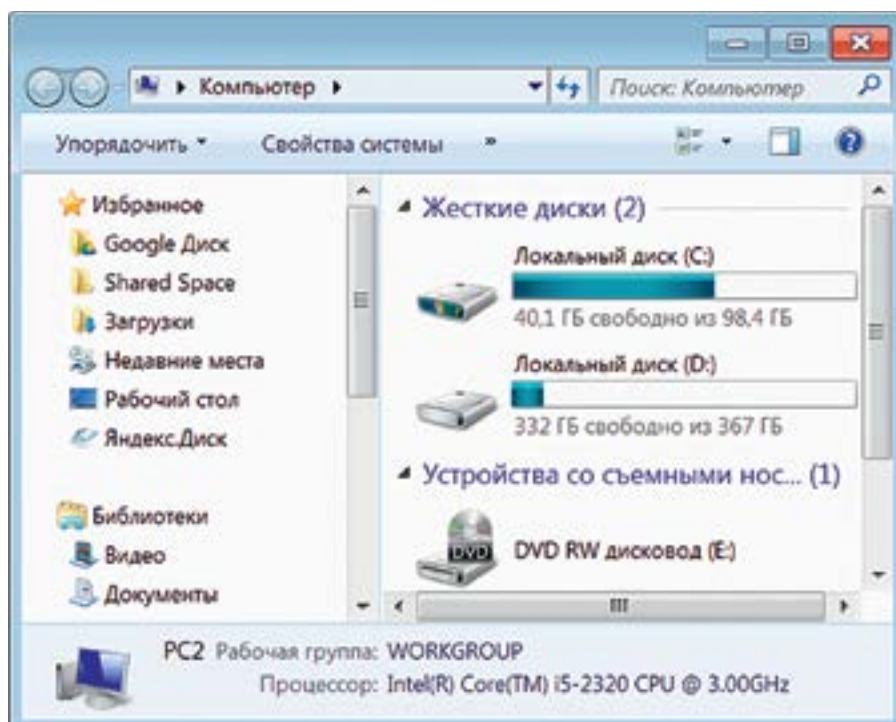 Компьютер
Поиск: Компьютер
Упорядочить
Свойства системы
»
Избранное
Google Диск
Shared Space
Загрузки
Недавние места
Рабочий стол
Яндекс.Диск
Библиотеки
Видео
Документы
Жесткие диски (2)
Локальный диск (C:)
40,1 ГБ свободно из 98,4 ГБ
Локальный диск (D:)
332 ГБ свободно из 367 ГБ
Устройства со съемными нос... (1)
DVD
DVD RW дисковод (E:)
PC2 Рабочая группа: WORKGROUP
Процессор: Intel(R) Core(TM) i5-2320 CPU @ 3.00GHz